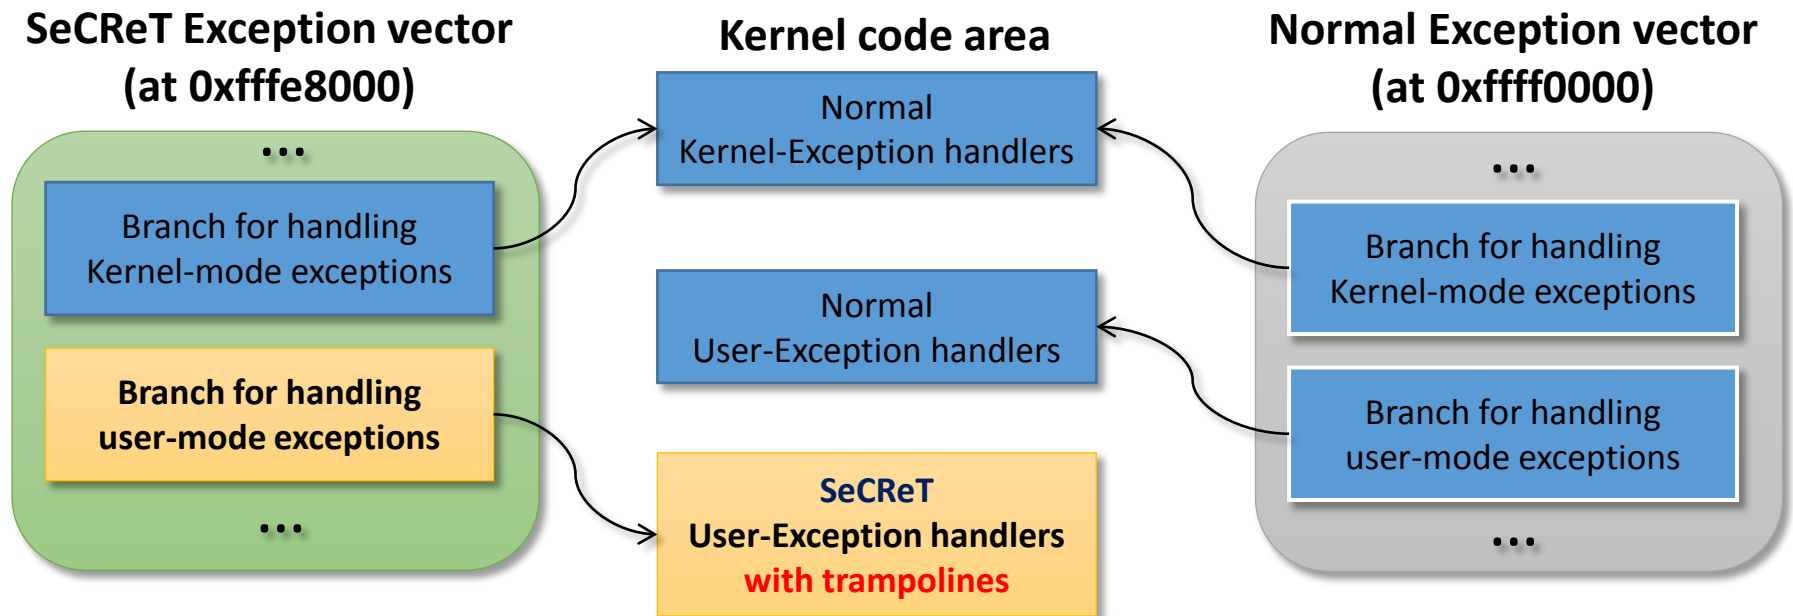 SeCReT Exception vector
(at 0xfffe8000)
...
Branch for handling
Kernel-mode exceptions
Branch for handling
user-mode exceptions
...
Kernel code area
Normal
Kernel-Exception handlers
Normal
User-Exception handlers
SeCReT
User-Exception handlers
with trampolines
Normal Exception vector
(at 0xffff0000)
...
Branch for handling
Kernel-mode exceptions
Branch for handling
user-mode exceptions
...